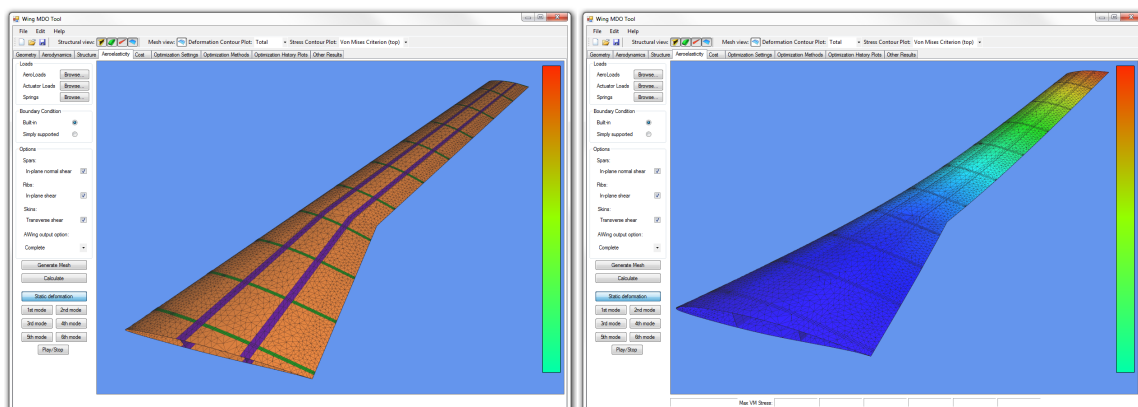 Wing MDO Tool
File Edit Help
Structural view: Mesh view: Deformation Contour Plot: Total Stress Contour Plot: Von Mises Criterion (top)
Geometry Aerodynamics Structure Aeroelasticity Cost Optimization Settings Optimization Methods Optimization History Plots Other Results
Loads
AeroLoads Browse...
Actuator Loads Browse...
Springs Browse...
Boundary Condition
Built-in
Simply supported
Options
Spars:
In-plane normal shear
Ribs:
In-plane shear
Skins:
Transverse shear
AWing output option:
Complete
Generate Mesh
Calculate
Static deformation
1st mode 2nd mode
3rd mode 4th mode
5th mode 6th mode
Play/Stop
Wing MDO Tool
File Edit Help
Structural view: Mesh view: Deformation Contour Plot: Total Stress Contour Plot: Von Mises Criterion (top)
Geometry Aerodynamics Structure Aeroelasticity Cost Optimization Settings Optimization Methods Optimization History Plots Other Results
Loads
AeroLoads Browse...
Actuator Loads Browse...
Springs Browse...
Boundary Condition
Built-in
Simply supported
Options
Spars:
In-plane normal shear
Ribs:
In-plane shear
Skins:
Transverse shear
AWing output option:
Complete
Generate Mesh
Calculate
Static deformation
1st mode 2nd mode
3rd mode 4th mode
5th mode 6th mode
Play/Stop
Max VM Stress